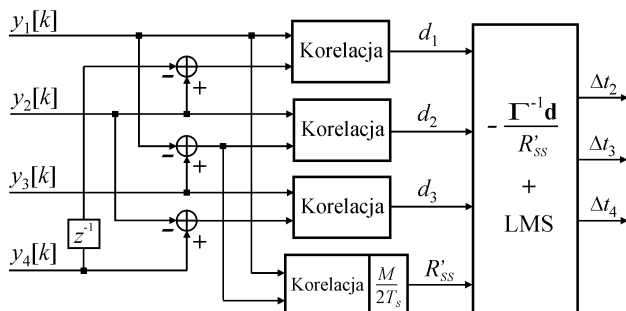 y₁[k]
Korelacja
d₁
y₂[k]
Korelacja
d₂
y₃[k]
Korelacja
d₃
z⁻¹
y₄[k]
Korelacja
M
2Tₛ
R'ss
- Γ⁻¹d
R'ss
+
LMS
Δt₂
Δt₃
Δt₄
- +
- +
- +